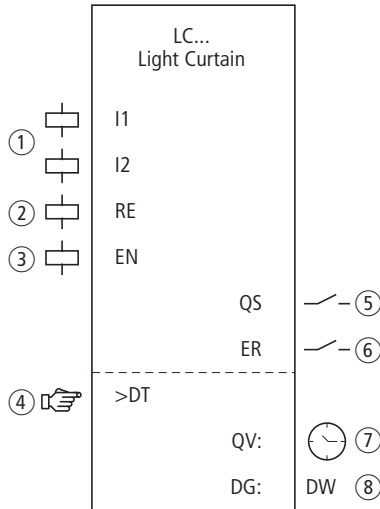 LC...
Light Curtain
① I1
I2
② RE
③ EN
QS ⑤
ER ⑥
④ >DT
QV: ⑦
DG: DW ⑧